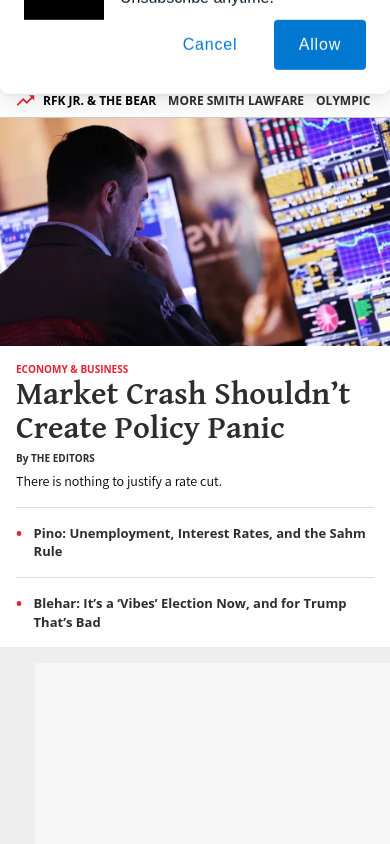 Unsubscribe anytime.
Cancel
Allow
RFK JR. & THE BEAR MORE SMITH LAWFARE OLYMPIC
ECONOMY & BUSINESS
Market Crash Shouldn’t
Create Policy Panic
By THE EDITORS
There is nothing to justify a rate cut.
Pino: Unemployment, Interest Rates, and the Sahm
Rule
Blehar: It’s a ‘Vibes’ Election Now, and for Trump
That’s Bad